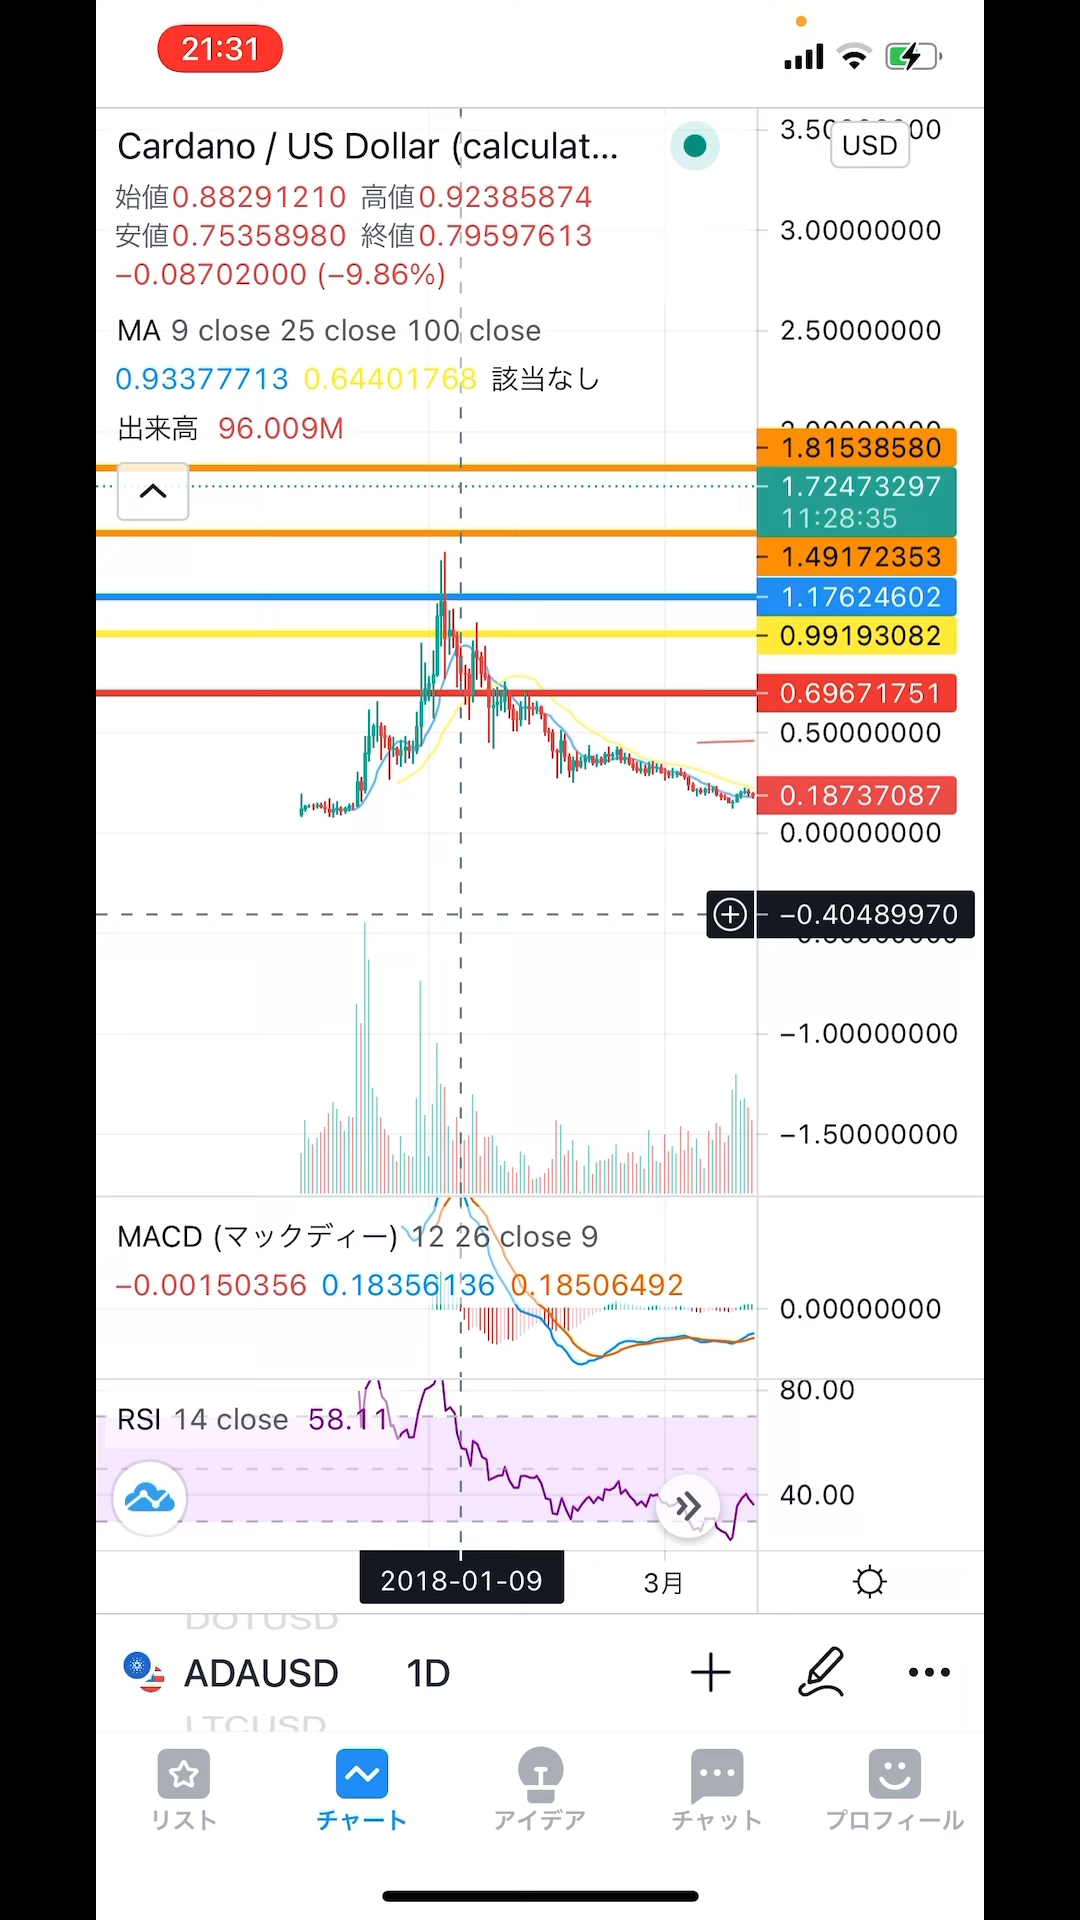 21:31
Cardano / US Dollar (calculat...
USD
始値0.88291210 高値0.92385874
安値0.75358980 終値0.79597613
−0.08702000 (−9.86%)
MA 9 close 25 close 100 close
0.93377713 0.64401768 該当なし
出来高 96.009M
3.00000000
2.50000000
1.81538580
1.72473297
11:28:35
1.49172353
1.17624602
0.99193082
0.69671751
0.50000000
0.18737087
0.00000000
−0.40489970
−1.00000000
−1.50000000
MACD (マックディー) 12 26 close 9
−0.00150356 0.18356136 0.18506492
0.00000000
80.00
RSI 14 close 58.11
40.00
2018-01-09 3月
DOTUSD
ADAUSD 1D
LTCUSD
リスト チャート アイデア チャット プロフィール